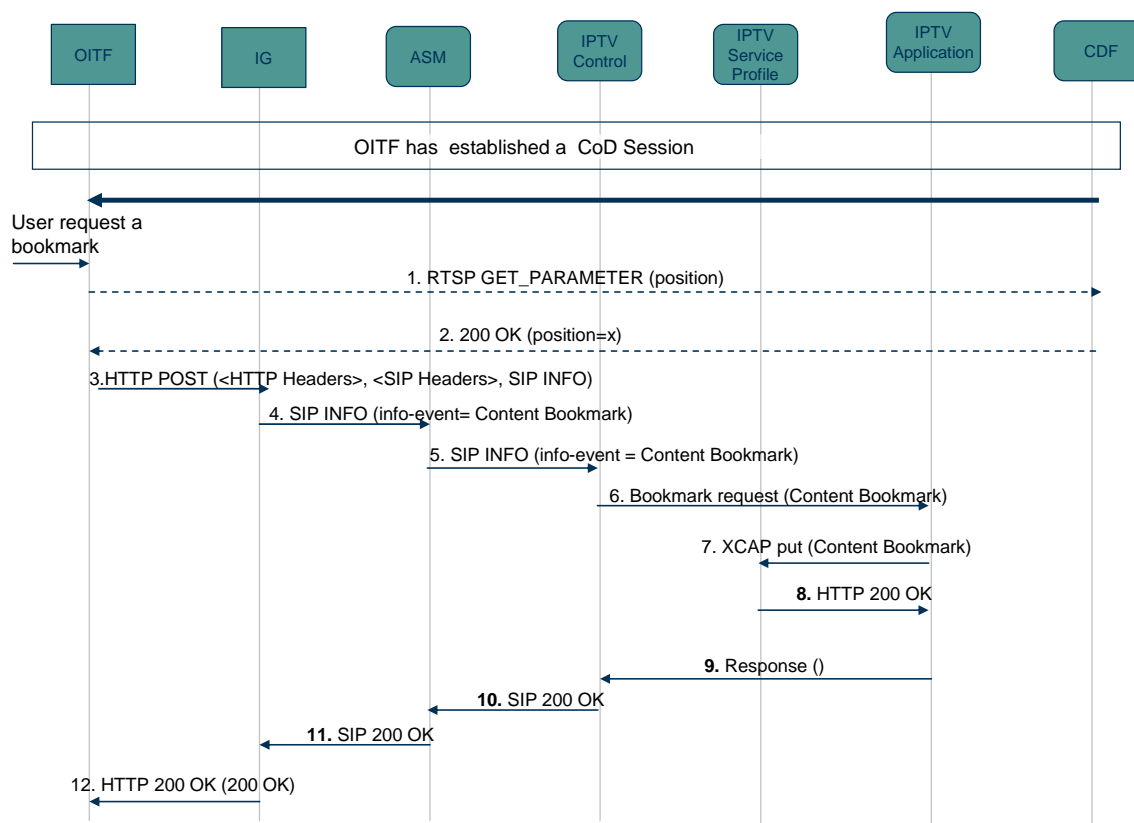 OITF
IG
ASM
IPTV
Control
IPTV
Service
Profile
IPTV
Application
CDF
OITF has  established a  CoD Session
User request a
bookmark
1. RTSP GET_PARAMETER (position)
2. 200 OK (position=x)
3.HTTP POST (<HTTP Headers>, <SIP Headers>, SIP INFO)
4. SIP INFO (info-event= Content Bookmark)
5. SIP INFO (info-event = Content Bookmark)
6. Bookmark request (Content Bookmark)
7. XCAP put (Content Bookmark)
8. HTTP 200 OK
9. Response ()
10. SIP 200 OK
11. SIP 200 OK
12. HTTP 200 OK (200 OK)